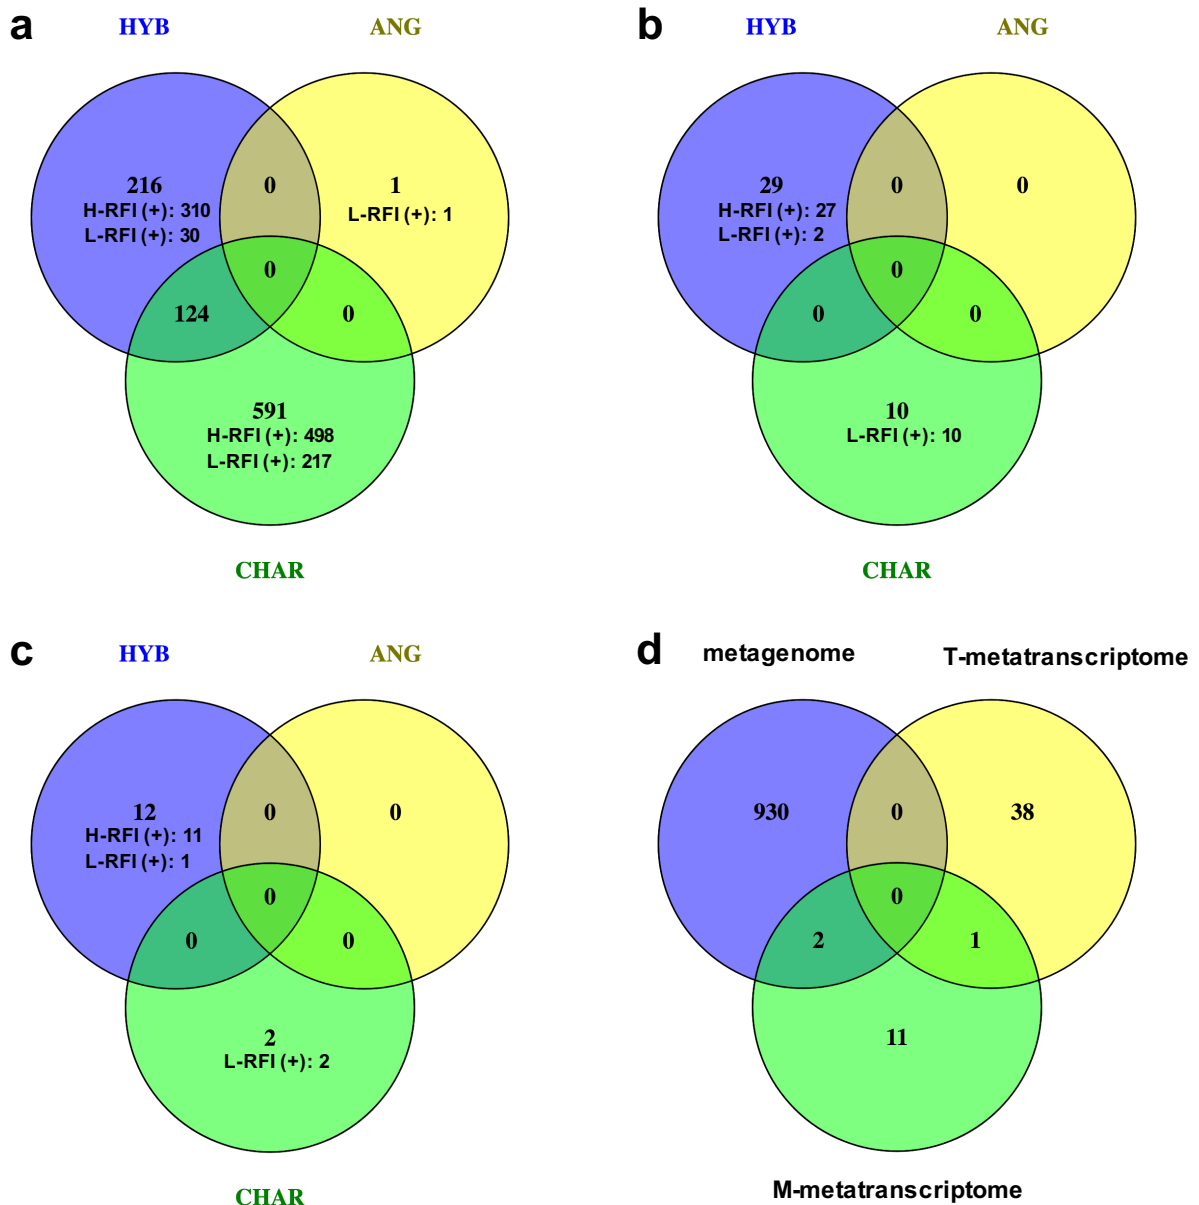 a
HYB
ANG
216
H-RFI (+): 310
L-RFI (+): 30
0
1
L-RFI (+): 1
0
124
0
591
H-RFI (+): 498
L-RFI (+): 217
CHAR
b
HYB
ANG
29
H-RFI (+): 27
L-RFI (+): 2
0
0
0
0
0
10
L-RFI (+): 10
CHAR
c
HYB
ANG
12
H-RFI (+): 11
L-RFI (+): 1
0
0
0
0
0
2
L-RFI (+): 2
CHAR
d
metagenome
T-metatranscriptome
930
0
38
0
2
1
11
M-metatranscriptome